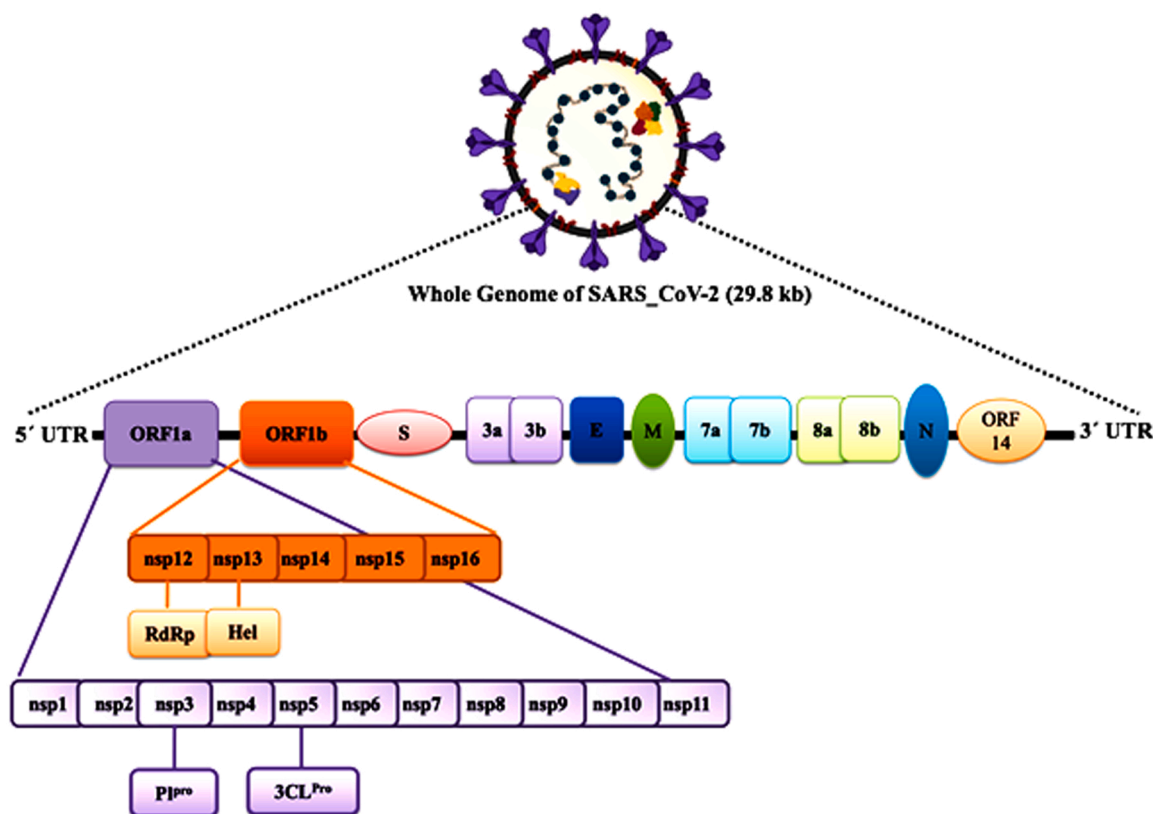 Whole Genome of SARS_CoV-2 (29.8 kb)
5´ UTR ORF1a ORF1b S 3a 3b E M 7a 7b 8a 8b N ORF 14 3´ UTR
nsp12 nsp13 nsp14 nsp15 nsp16
RdRp Hel
nsp1 nsp2 nsp3 nsp4 nsp5 nsp6 nsp7 nsp8 nsp9 nsp10 nsp11
Plpro 3CLPro